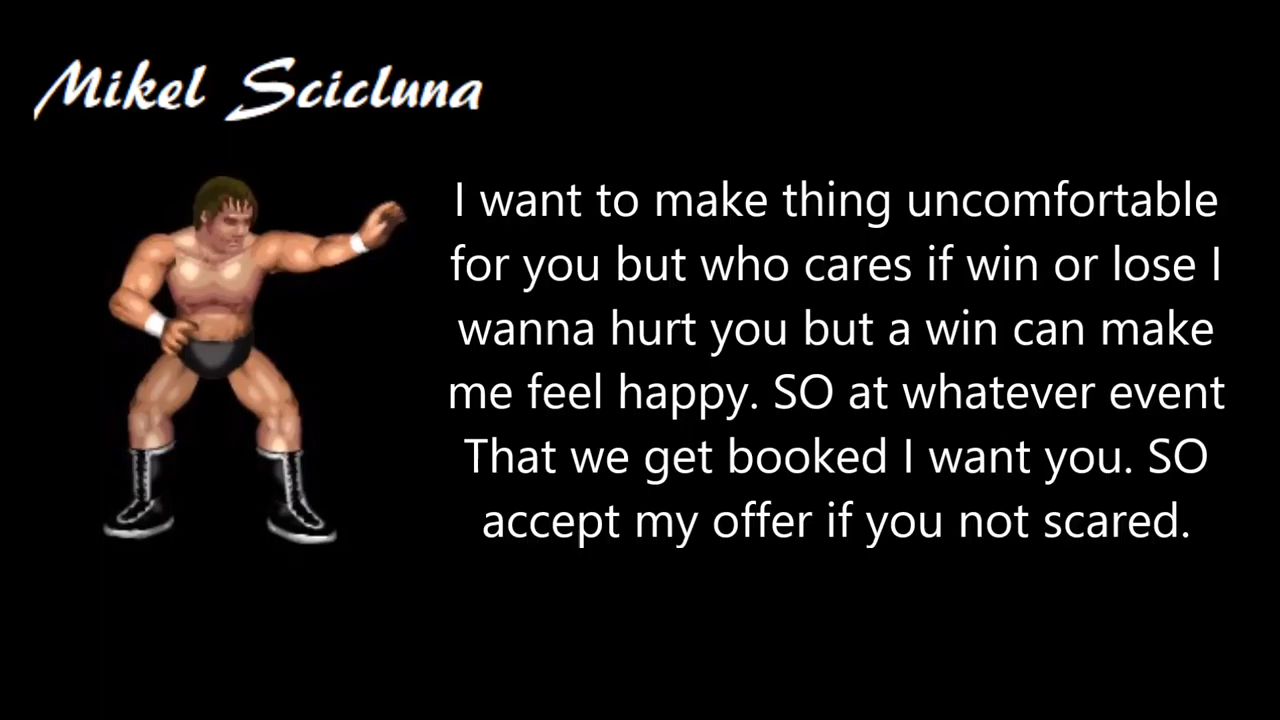 Mikel Scicluna
I want to make thing uncomfortable
for you but who cares if win or lose I
wanna hurt you but a win can make
me feel happy. SO at whatever event
That we get booked I want you. SO
accept my offer if you not scared.